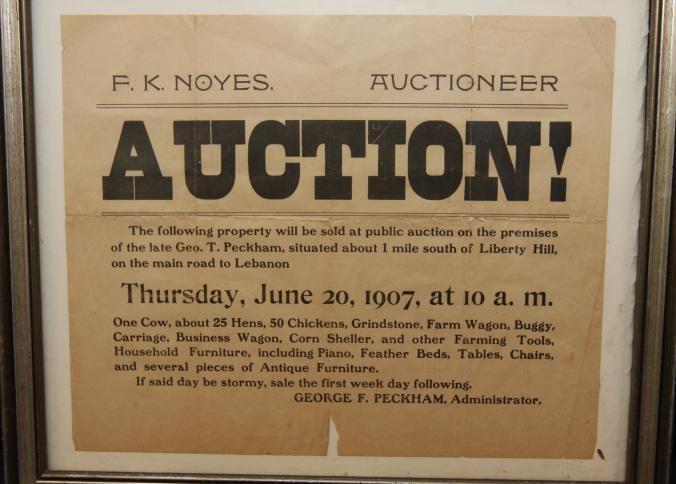 F. K. NOYES.    AUCTIONEER
AUCTION!
The following property will be sold at public auction on the premises
of the late Geo. T. Peckham, situated about 1 mile south of Liberty Hill,
on the main road to Lebanon
Thursday, June 20, 1907, at 10 a. m.
One Cow, about 25 Hens, 50 Chickens, Grindstone, Farm Wagon, Buggy,
Carriage, Business Wagon, Corn Sheller, and other Farming Tools,
Household Furniture, including Piano, Feather Beds, Tables, Chairs,
and several pieces of Antique Furniture.
If said day be stormy, sale the first week day following.
GEORGE F. PECKHAM, Administrator.